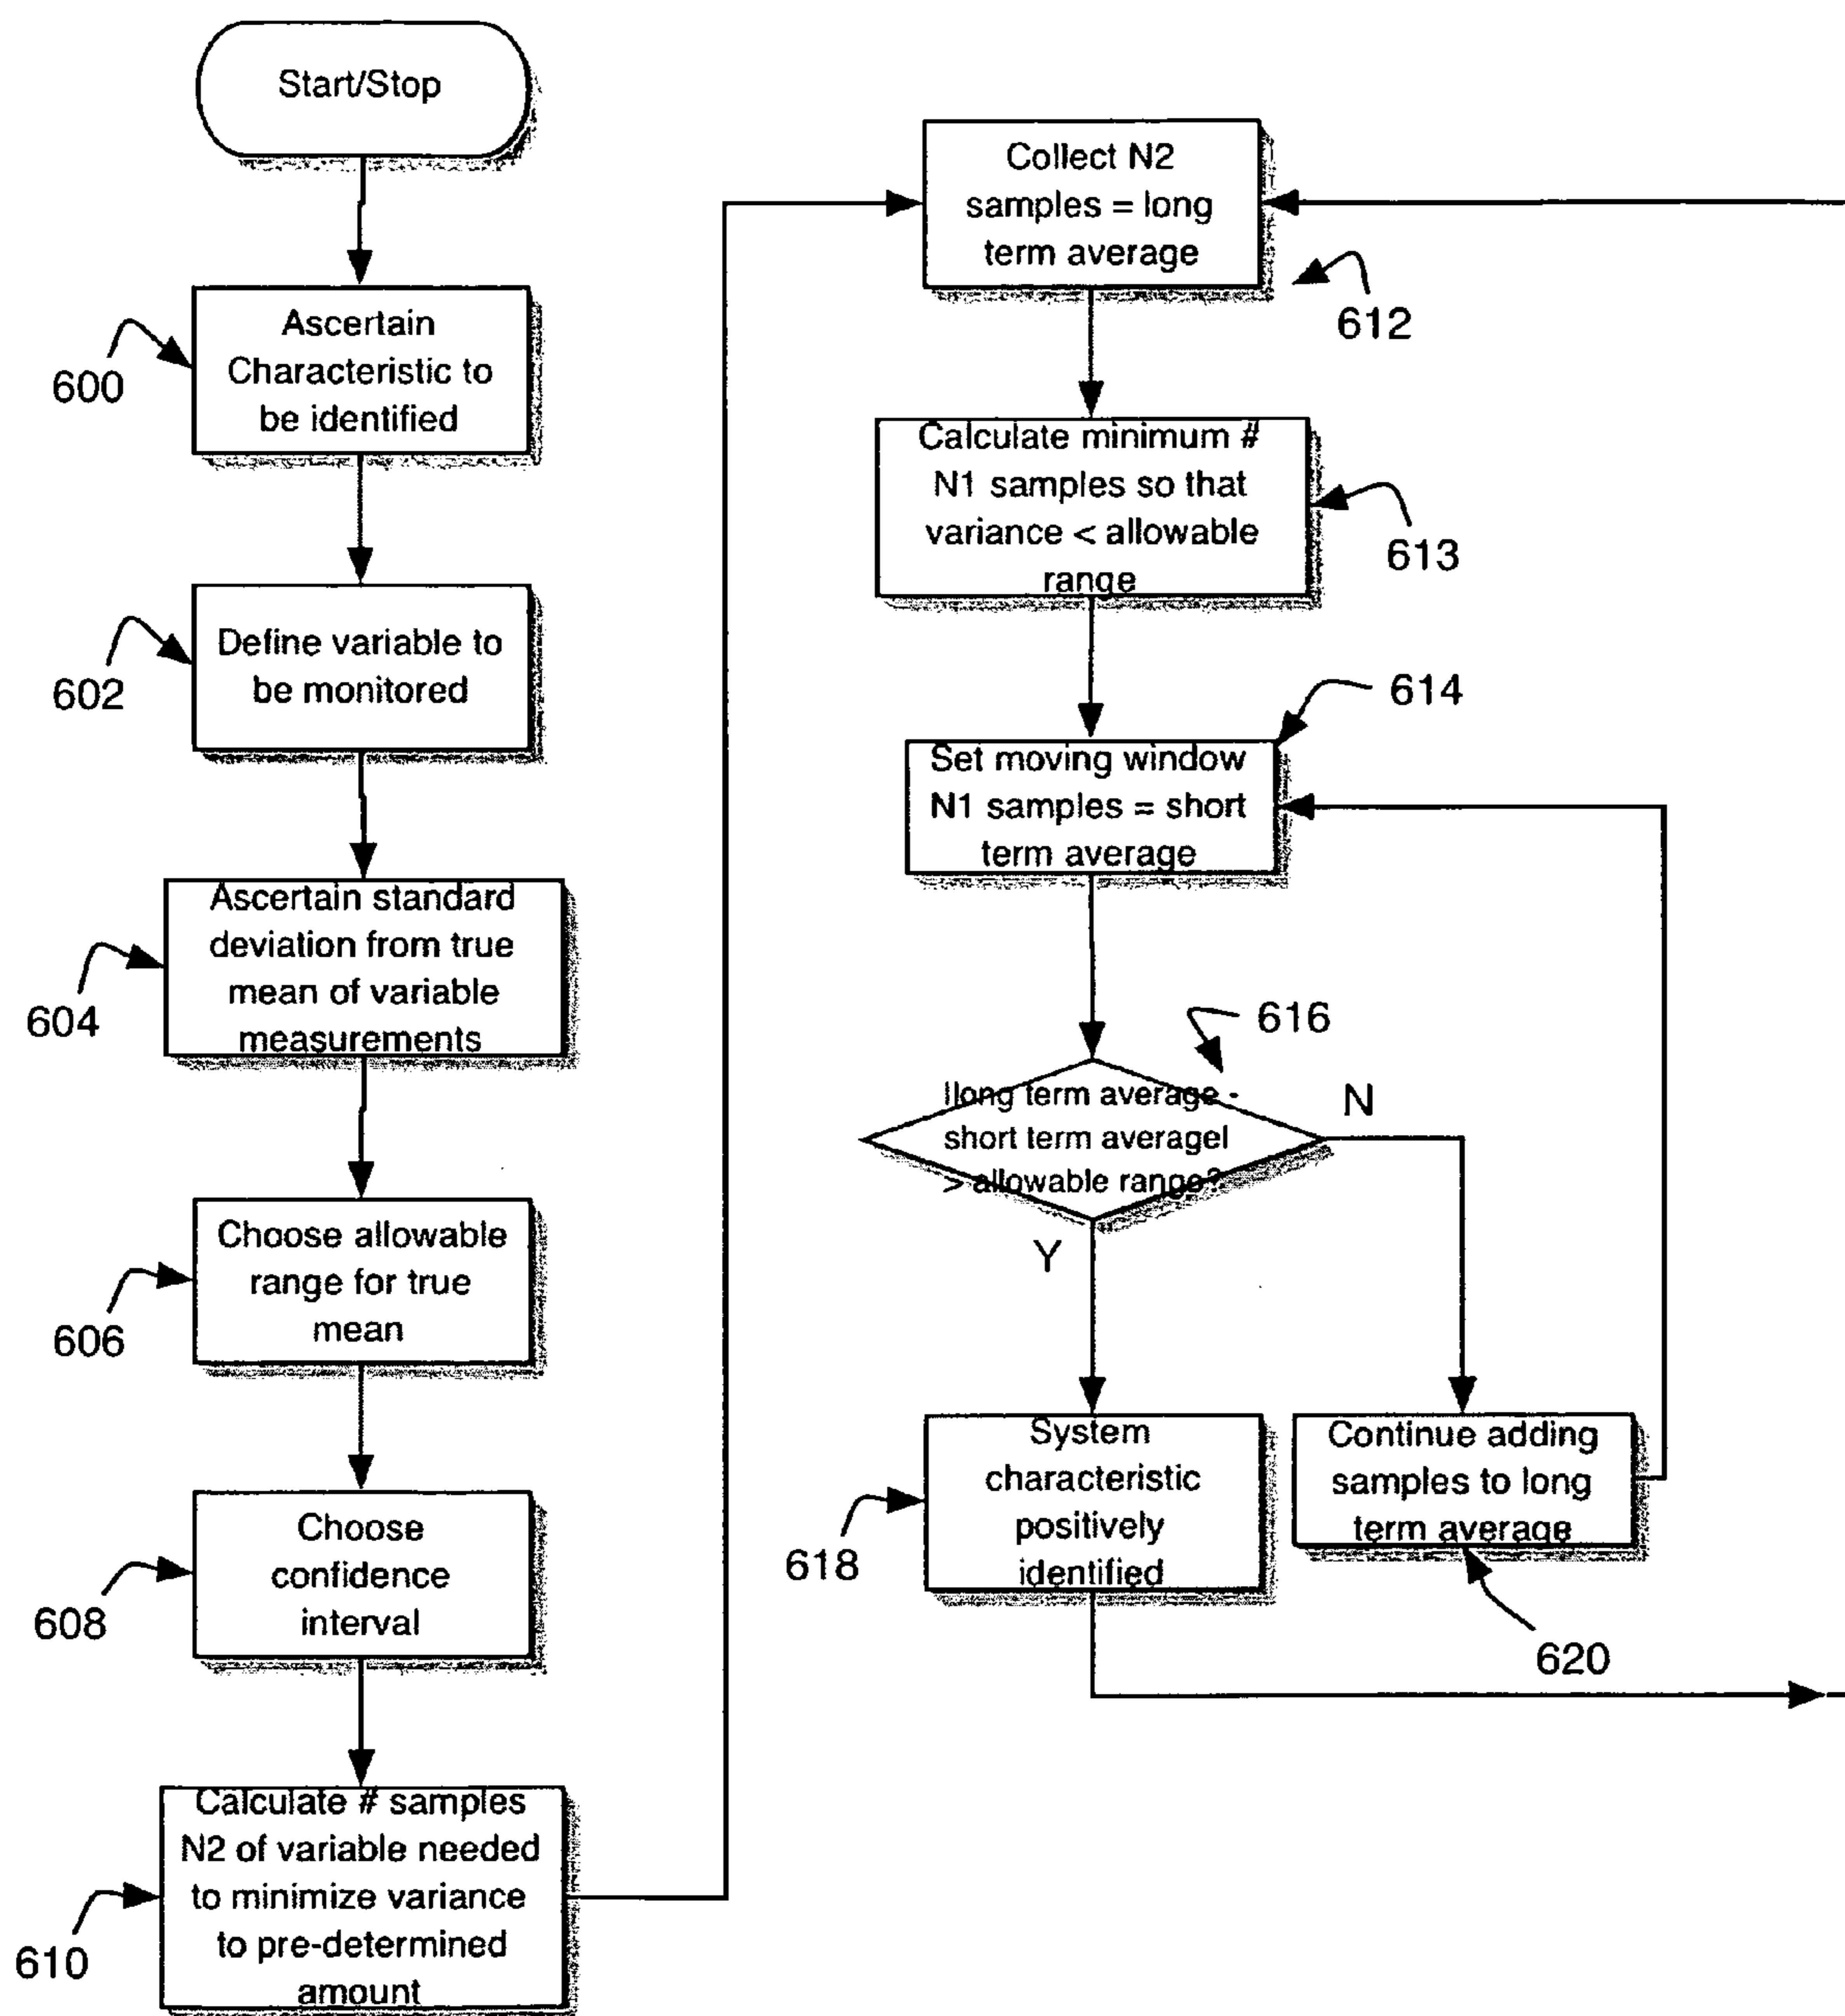 Start/Stop
Ascertain
Characteristic to
be identified
600
Define variable to
be monitored
602
Ascertain standard
deviation from true
mean of variable
measurements
604
Choose allowable
range for true
mean
606
Choose
confidence
interval
608
Calculate # samples
N2 of variable needed
to minimize variance
to pre-determined
amount
610
Collect N2
samples = long
term average
612
Calculate minimum #
N1 samples so that
variance < allowable
range
613
Set moving window
N1 samples = short
term average
614
|long term average -
short term average|
> allowable range?
616
N
Y
System
characteristic
positively
identified
618
Continue adding
samples to long
term average
620